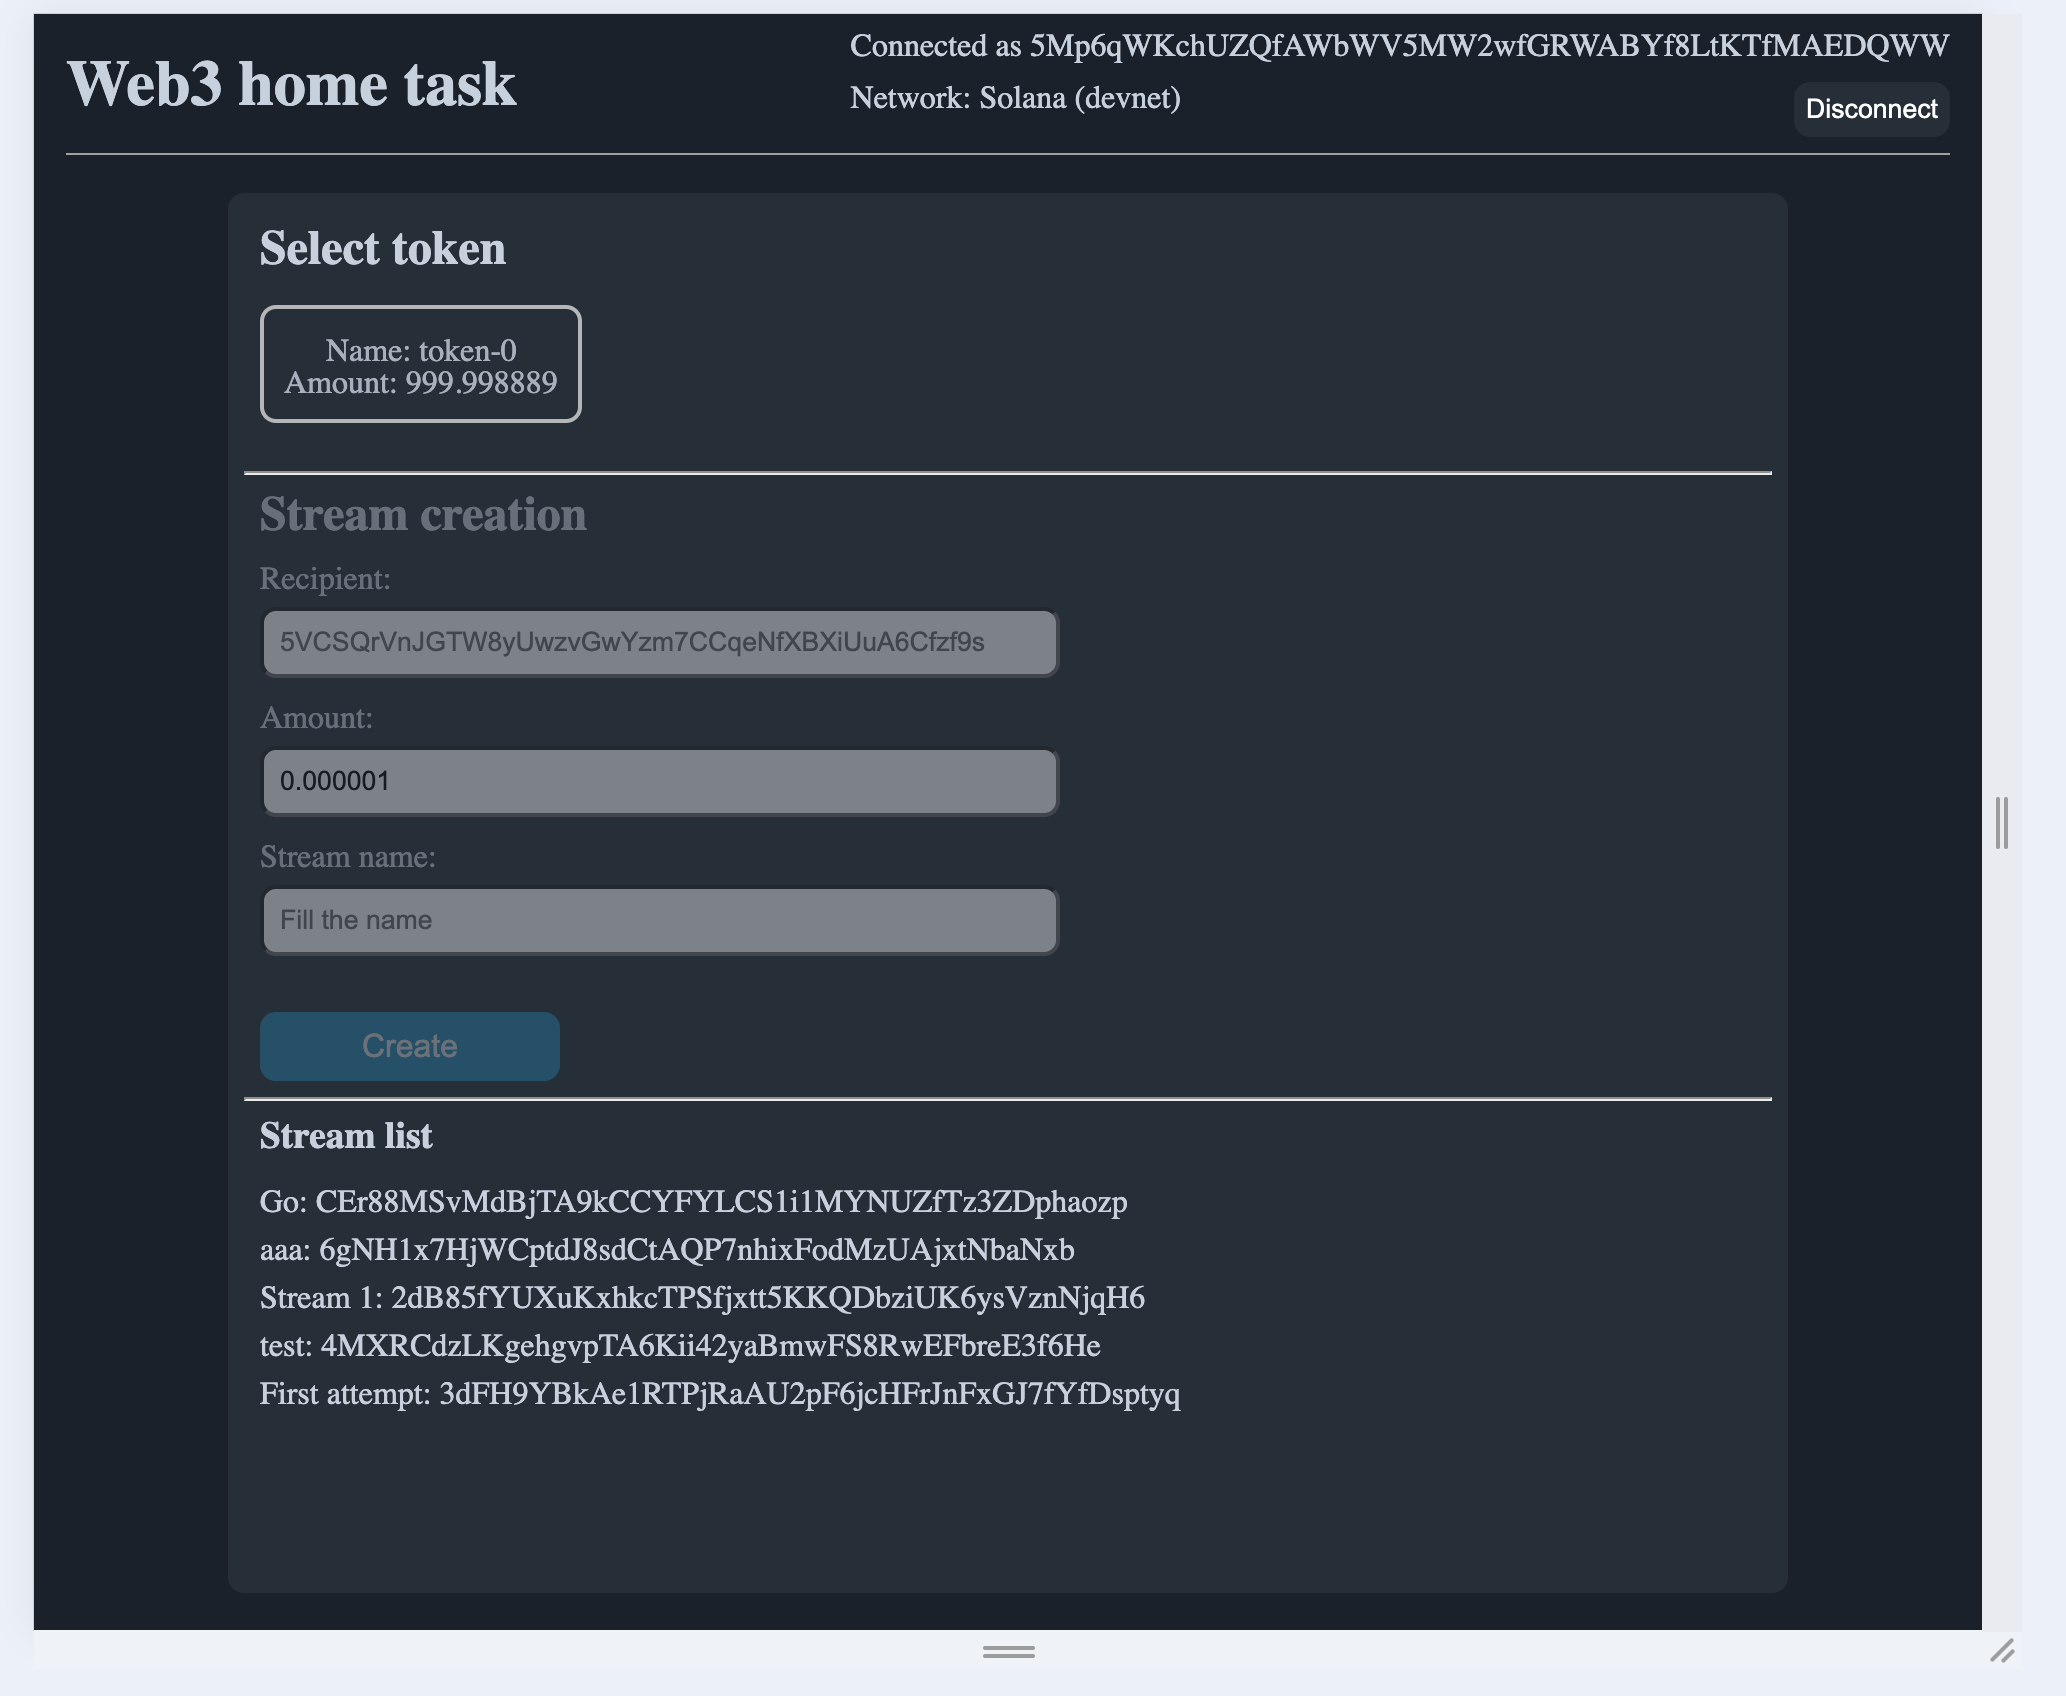 Web3 home task
Connected as 5Mp6qWKchUZQfAWbWV5MW2wfGRWABYf8LtKTfMAEDQWW
Network: Solana (devnet)
Disconnect
Select token
Name: token-0
Amount: 999.998889
Stream creation
Recipient:
5VCSQrVnJGTW8yUwzvGwYzm7CCqeNfXBXiUuA6Cfzf9s
Amount:
0.000001
Stream name:
Fill the name
Create
Stream list
Go: CEr88MSvMdBjTA9kCCYFYLCS1i1MYNUZfTz3ZDphaozp
aaa: 6gNH1x7HjWCptdJ8sdCtAQP7nhixFodMzUAjxtNbaNxb
Stream 1: 2dB85fYUXuKxhkcTPSfjxtt5KKQDbziUK6ysVznNjqH6
test: 4MXRCdzLKgehgvpTA6Kii42yaBmwFS8RwEFbreE3f6He
First attempt: 3dFH9YBkAe1RTPjRaAU2pF6jcHFrJnFxGJ7fYfDsptyq